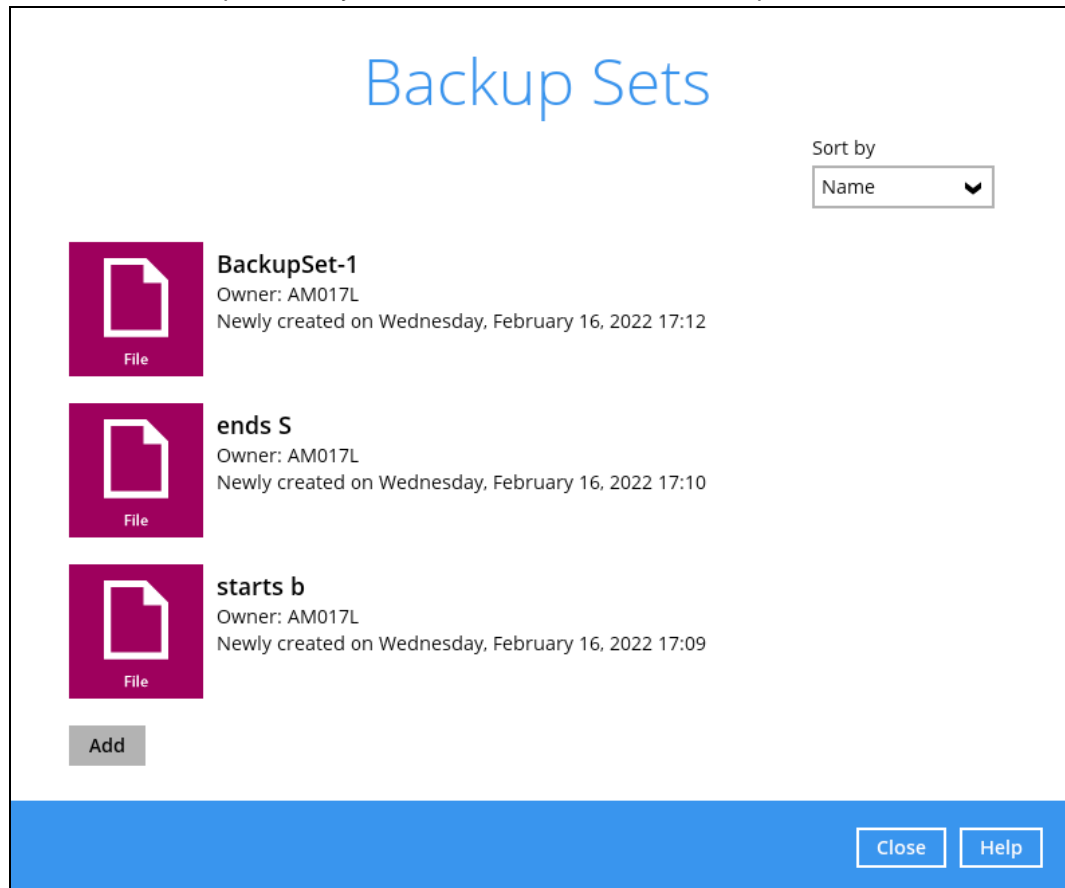 Backup Sets
Sort by
Name
BackupSet-1
Owner: AM017L
Newly created on Wednesday, February 16, 2022 17:12
File
ends S
Owner: AM017L
Newly created on Wednesday, February 16, 2022 17:10
File
starts b
Owner: AM017L
Newly created on Wednesday, February 16, 2022 17:09
File
Add
Close
Help